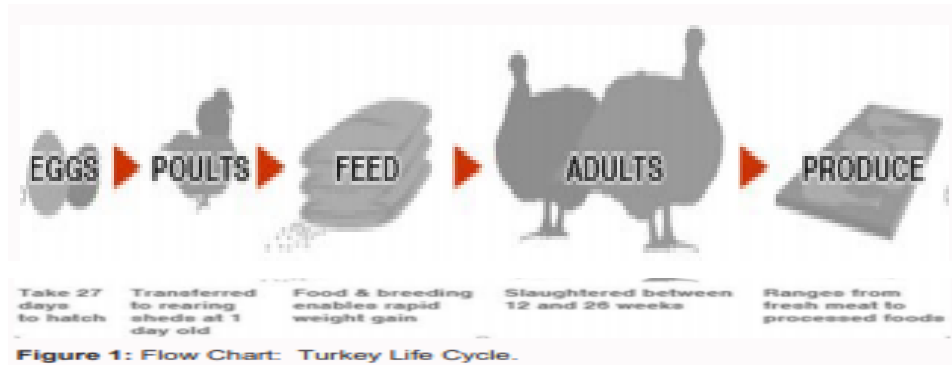 EGGS POULTS FEED ADULTS PRODUCE
Take 27
days
to hatch
Transferred
to rearing
sheds at 1
day old
Food & breeding
enables rapid
weight gain
Slaughtered between
12 and 26 weeks
Ranges from
fresh meat to
processed foods
Figure 1: Flow Chart: Turkey Life Cycle.